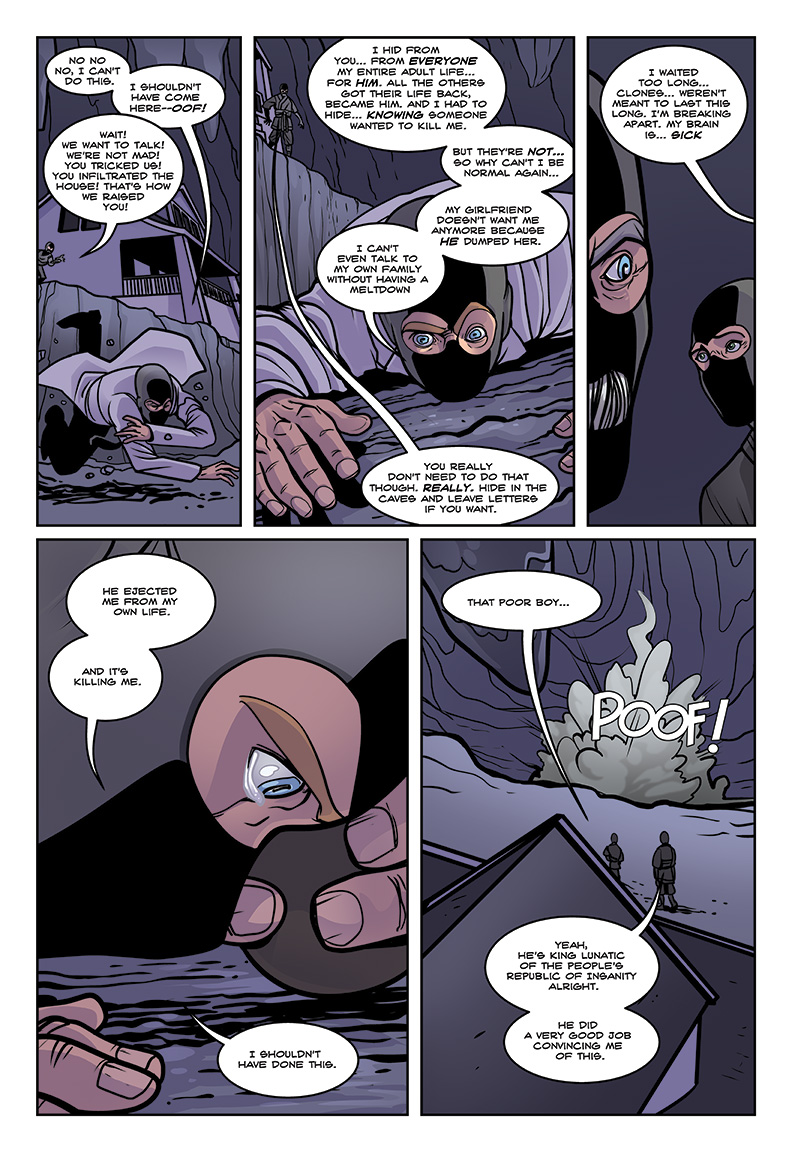 NO NO
NO, I CAN'T
DO THIS.
I SHOULDN'T
HAVE COME
HERE--OOF!
WAIT!
WE WANT TO TALK!
WE'RE NOT MAD!
YOU TRICKED US!
YOU INFILTRATED THE
HOUSE! THAT'S HOW
WE RAISED
YOU!
I HID FROM
YOU... FROM EVERYONE
MY ENTIRE ADULT LIFE...
FOR HIM. ALL THE OTHERS
GOT THEIR LIFE BACK,
BECAME HIM. AND I HAD TO
HIDE... KNOWING SOMEONE
WANTED TO KILL ME.
BUT THEY'RE NOT...
SO WHY CAN'T I BE
NORMAL AGAIN...
MY GIRLFRIEND
DOESN'T WANT ME
ANYMORE BECAUSE
HE DUMPED HER.
I CAN'T
EVEN TALK TO
MY OWN FAMILY
WITHOUT HAVING A
MELTDOWN
YOU REALLY
DON'T NEED TO DO THAT
THOUGH. REALLY. HIDE IN THE
CAVES AND LEAVE LETTERS
IF YOU WANT.
I WAITED
TOO LONG...
CLONES... WEREN'T
MEANT TO LAST THIS
LONG. I'M BREAKING
APART. MY BRAIN
IS... SICK
HE EJECTED
ME FROM MY
OWN LIFE.
AND IT'S
KILLING ME.
I SHOULDN'T
HAVE DONE THIS.
THAT POOR BOY...
POOF!
YEAH,
HE'S KING LUNATIC
OF THE PEOPLE'S
REPUBLIC OF INSANITY
ALRIGHT.
HE DID
A VERY GOOD JOB
CONVINCING ME
OF THIS.